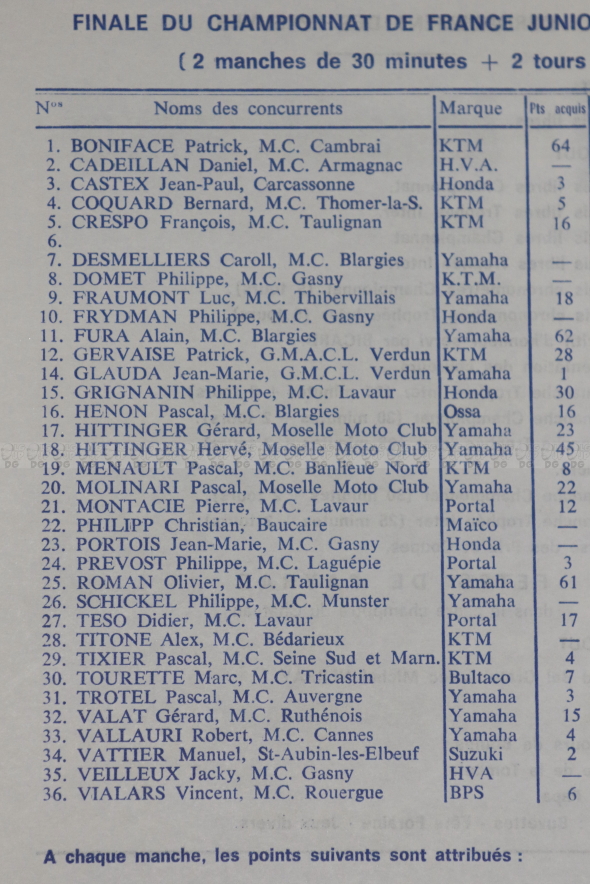 FINALE DU CHAMPIONNAT DE FRANCE JUNIO
( 2 manches de 30 minutes + 2 tours
Nos Noms des concurrents Marque Pts acquis
1. BONIFACE Patrick, M.C. Cambrai KTM 64
2. CADEILLAN Daniel, M.C. Armagnac H.V.A. —
3. CASTEX Jean-Paul, Carcassonne Honda 3
4. COQUARD Bernard, M.C. Thomer-la-S. KTM 5
5. CRESPO François, M.C. Taulignan KTM 16
6.
7. DESMELLIERS Caroll, M.C. Blargies Yamaha —
8. DOMET Philippe, M.C. Gasny K.T.M. —
9. FRAUMONT Luc, M.C. Thibervillais Yamaha 18
10. FRYDMAN Philippe, M.C. Gasny Honda —
11. FURA Alain, M.C. Blargies Yamaha 62
12. GERVAISE Patrick, G.M.A.C.L. Verdun KTM 28
14. GLAUDA Jean-Marie, G.M.C.L. Verdun Yamaha 1
15. GRIGNANIN Philippe, M.C. Lavaur Honda 30
16. HENON Pascal, M.C. Blargies Ossa 16
17. HITTINGER Gérard, Moselle Moto Club Yamaha 23
18. HITTINGER Hervé, Moselle Moto Club Yamaha 45
19. MENAULT Pascal, M.C. Banlieue Nord KTM 8
20. MOLINARI Pascal, Moselle Moto Club Yamaha 22
21. MONTACIE Pierre, M.C. Lavaur Portal 12
22. PHILIPP Christian, Baucaire Maïco —
23. PORTOIS Jean-Marie, M.C. Gasny Honda —
24. PREVOST Philippe, M.C. Laguépie Portal 3
25. ROMAN Olivier, M.C. Taulignan Yamaha 61
26. SCHICKEL Philippe, M.C. Munster Yamaha —
27. TESO Didier, M.C. Lavaur Portal 17
28. TITONE Alex, M.C. Bédarieux KTM —
29. TIXIER Pascal, M.C. Seine Sud et Marn. KTM 4
30. TOURETTE Marc, M.C. Tricastin Bultaco 7
31. TROTEL Pascal, M.C. Auvergne Yamaha 3
32. VALAT Gérard, M.C. Ruthénois Yamaha 15
33. VALLAURI Robert, M.C. Cannes Yamaha 4
34. VATTIER Manuel, St-Aubin-les-Elbeuf Suzuki 2
35. VEILLEUX Jacky, M.C. Gasny HVA —
36. VIALARS Vincent, M.C. Rouergue BPS 6
A chaque manche, les points suivants sont attribués :